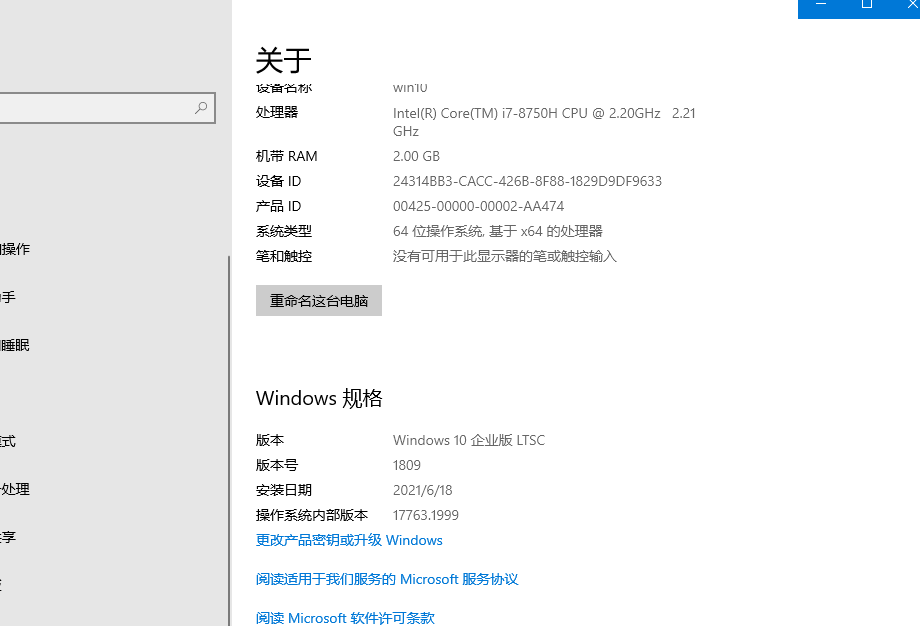 关于
设备名称 win10
处理器 Intel(R) Core(TM) i7-8750H CPU @ 2.20GHz 2.21
GHz
机带 RAM 2.00 GB
设备 ID 24314BB3-CACC-426B-8F88-1829D9DF9633
产品 ID 00425-00000-00002-AA474
系统类型 64 位操作系统, 基于 x64 的处理器
操作
笔和触控 没有可用于此显示器的笔或触控输入
手
重命名这台电脑
睡眠
Windows 规格
式
版本 Windows 10 企业版 LTSC
版本号 1809
处理
安装日期 2021/6/18
操作系统内部版本 17763.1999
享
更改产品密钥或升级 Windows
阅读适用于我们服务的 Microsoft 服务协议
阅读 Microsoft 软件许可条款